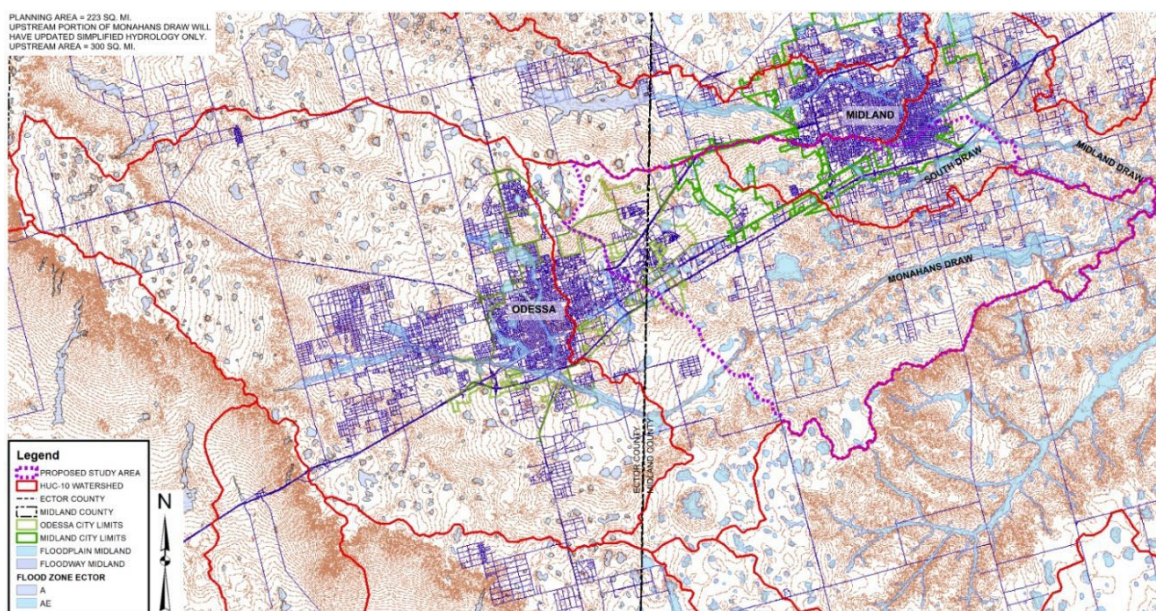 PLANNING AREA = 223 SQ. MI.
UPSTREAM PORTION OF MONAHANS DRAW WILL
HAVE UPDATED SIMPLIFIED HYDROLOGY ONLY.
UPSTREAM AREA = 300 SQ. MI.
MIDLAND
MIDLAND DRAW
SOUTH DRAW
MONAHANS DRAW
ODESSA
ECTOR COUNTY
MIDLAND COUNTY
Legend
PROPOSED STUDY AREA
HUC-10 WATERSHED
ECTOR COUNTY
MIDLAND COUNTY
ODESSA CITY LIMITS
MIDLAND CITY LIMITS
FLOODPLAIN MIDLAND
FLOODWAY MIDLAND
FLOOD ZONE ECTOR
A
AE
N